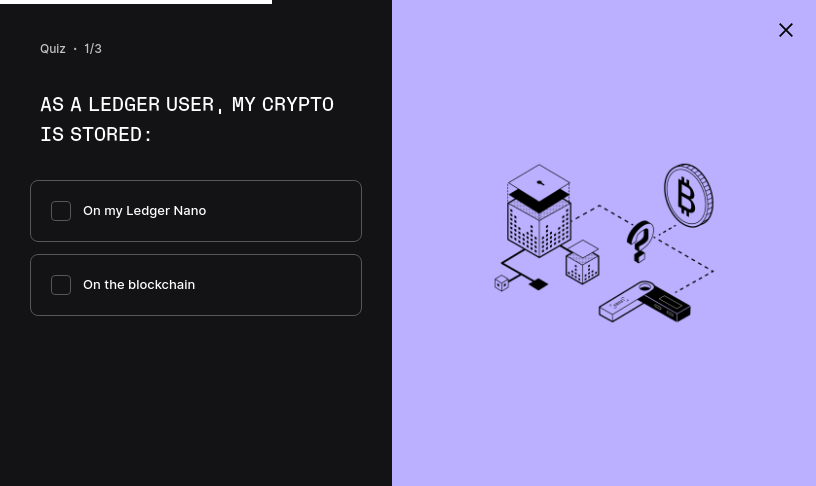 Quiz • 1/3
AS A LEDGER USER, MY CRYPTO
IS STORED:
On my Ledger Nano
On the blockchain